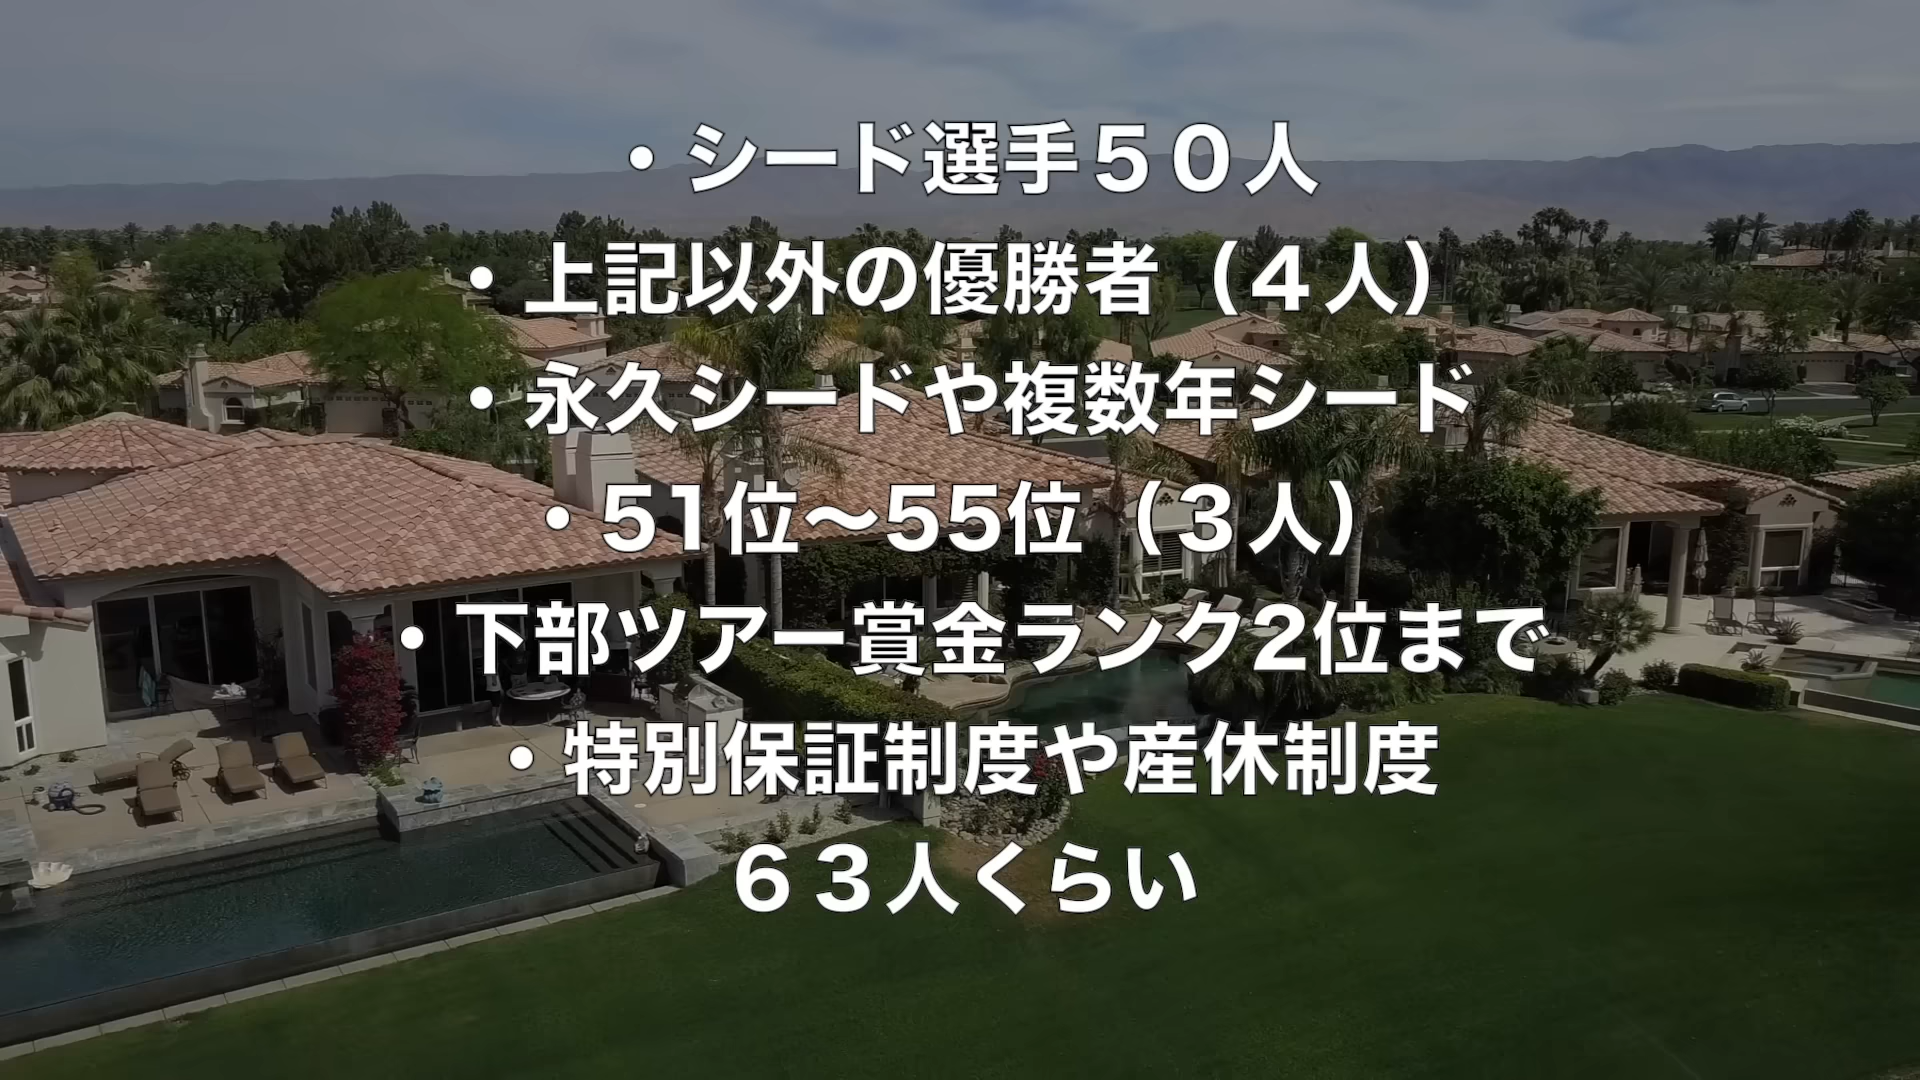 ・シード選手５０人
・上記以外の優勝者（４人）
・永久シードや複数年シード
・51位〜55位（３人）
・下部ツアー賞金ランク2位まで
・特別保証制度や産休制度
６３人くらい